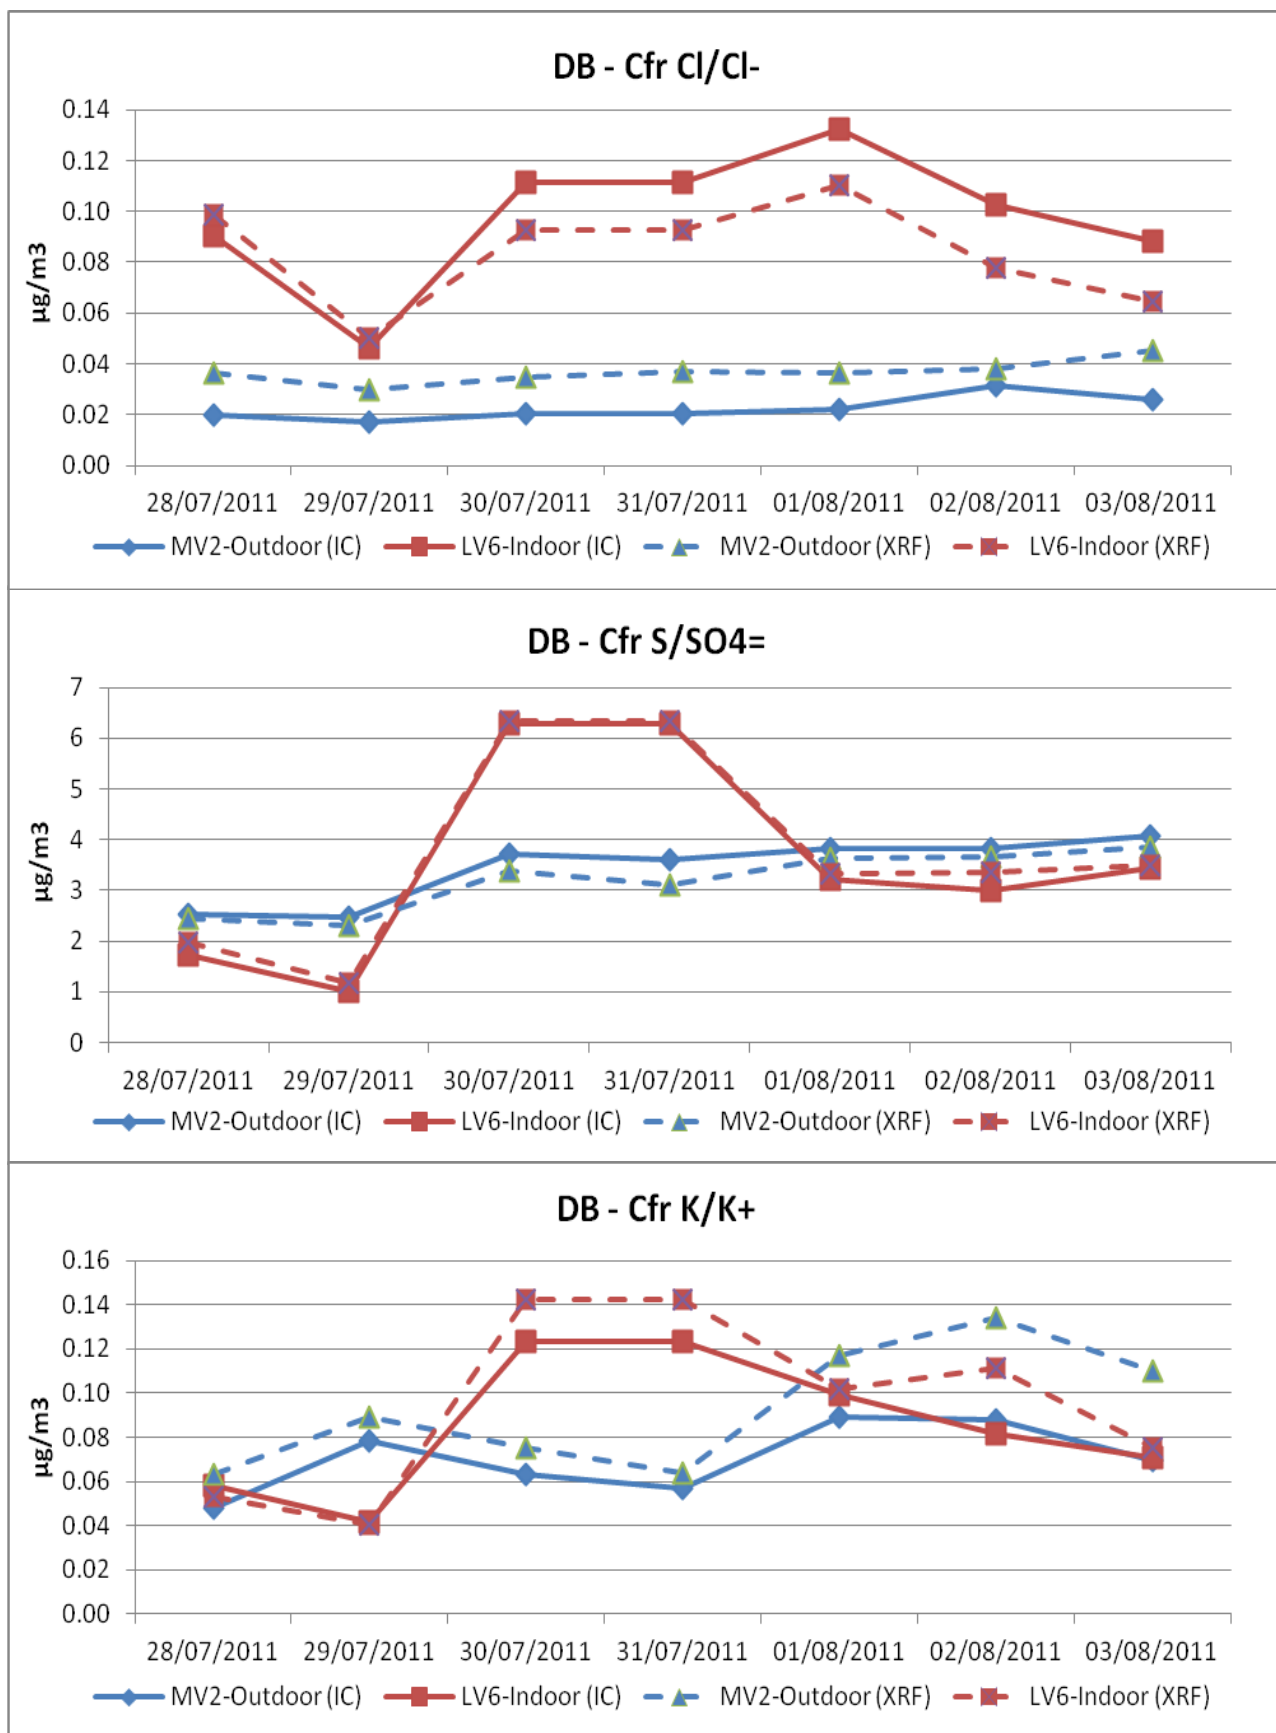 DB - Cfr Cl/Cl-
µg/m3
0.14
0.12
0.10
0.08
0.06
0.04
0.02
0.00
28/07/2011 29/07/2011 30/07/2011 31/07/2011 01/08/2011 02/08/2011 03/08/2011
MV2-Outdoor (IC) LV6-Indoor (IC) MV2-Outdoor (XRF) LV6-Indoor (XRF)
DB - Cfr S/SO4=
µg/m3
7
6
5
4
3
2
1
0
28/07/2011 29/07/2011 30/07/2011 31/07/2011 01/08/2011 02/08/2011 03/08/2011
MV2-Outdoor (IC) LV6-Indoor (IC) MV2-Outdoor (XRF) LV6-Indoor (XRF)
DB - Cfr K/K+
µg/m3
0.16
0.14
0.12
0.10
0.08
0.06
0.04
0.02
0.00
28/07/2011 29/07/2011 30/07/2011 31/07/2011 01/08/2011 02/08/2011 03/08/2011
MV2-Outdoor (IC) LV6-Indoor (IC) MV2-Outdoor (XRF) LV6-Indoor (XRF)